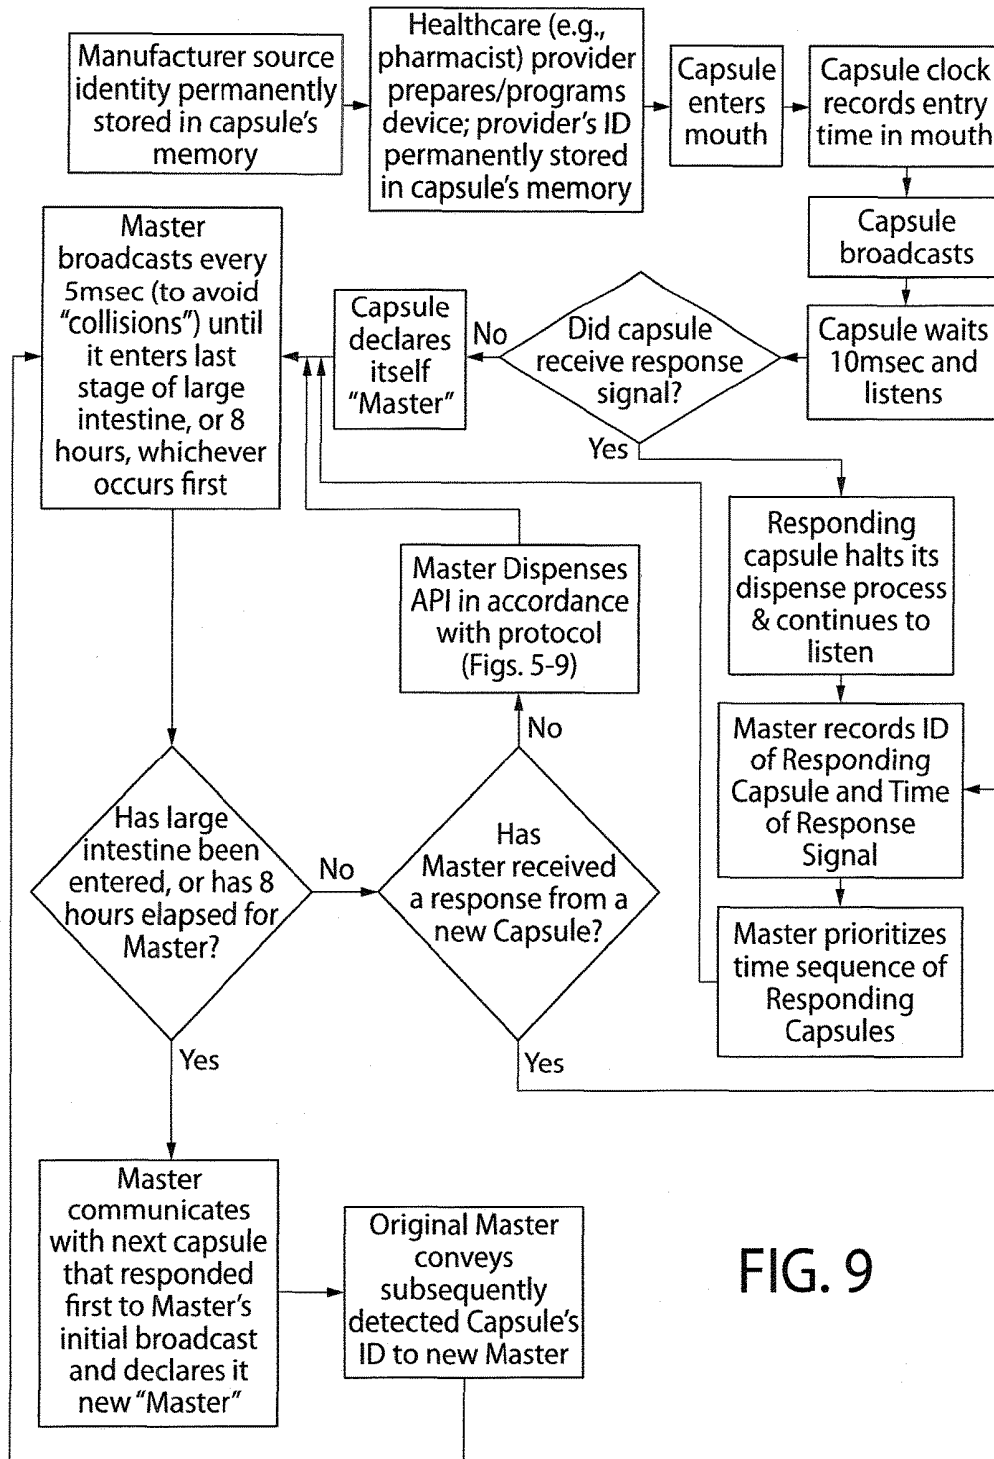 Manufacturer source
identity permanently
stored in capsule's
memory
Healthcare (e.g.,
pharmacist) provider
prepares/programs
device; provider's ID
permanently stored
in capsule's memory
Capsule
enters
mouth
Capsule clock
records entry
time in mouth
Capsule
broadcasts
Capsule waits
10msec and
listens
Did capsule
receive response
signal?
No
Yes
Capsule
declares
itself
"Master"
Master
broadcasts every
5msec (to avoid
"collisions") until
it enters last
stage of large
intestine, or 8
hours, whichever
occurs first
Responding
capsule halts its
dispense process
& continues to
listen
Master records ID
of Responding
Capsule and Time
of Response
Signal
Master prioritizes
time sequence of
Responding
Capsules
Master Dispenses
API in accordance
with protocol
(Figs. 5-9)
No
Has large
intestine been
entered, or has 8
hours elapsed for
Master?
No
Has
Master received
a response from a
new Capsule?
Yes
Yes
Master
communicates
with next capsule
that responded
first to Master's
initial broadcast
and declares it
new "Master"
Original Master
conveys
subsequently
detected Capsule's
ID to new Master
FIG. 9